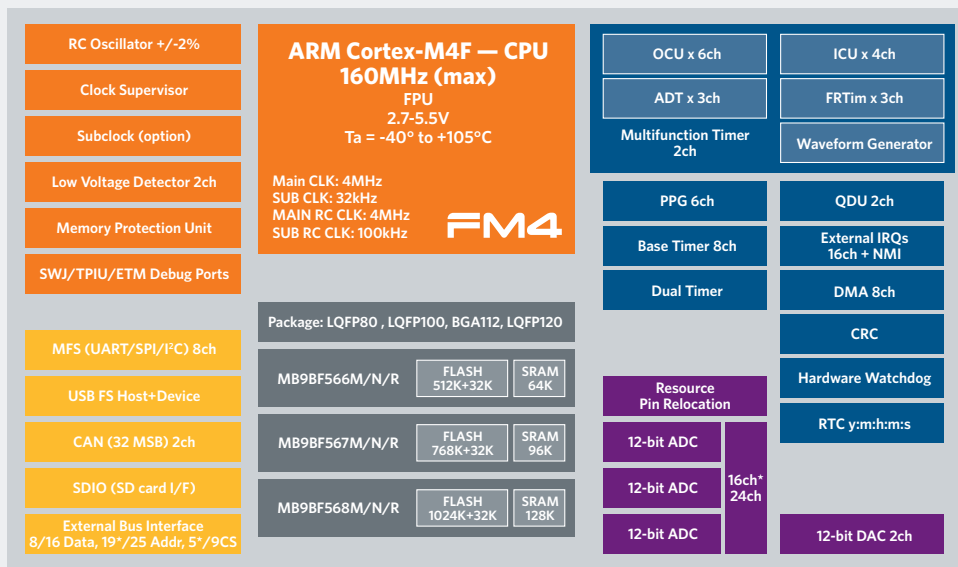 RC Oscillator +/-2%
Clock Supervisor
Subclock (option)
Low Voltage Detector 2ch
Memory Protection Unit
SWJ/TPIU/ETM Debug Ports
MFS (UART/SPI/I²C) 8ch
USB FS Host+Device
CAN (32 MSB) 2ch
SDIO (SD card I/F)
External Bus Interface
8/16 Data, 19*/25 Addr, 5*/9CS
ARM Cortex-M4F — CPU
160MHz (max)
FPU
2.7-5.5V
Ta = -40° to +105°C
Main CLK: 4MHz
SUB CLK: 32kHz
MAIN RC CLK: 4MHz
SUB RC CLK: 100kHz
FM4
Package: LQFP80 , LQFP100, BGA112, LQFP120
MB9BF566M/N/R
FLASH
512K+32K
SRAM
64K
MB9BF567M/N/R
FLASH
768K+32K
SRAM
96K
MB9BF568M/N/R
FLASH
1024K+32K
SRAM
128K
OCU x 6ch
ICU x 4ch
ADT x 3ch
FRTim x 3ch
Multifunction Timer
2ch
Waveform Generator
PPG 6ch
Base Timer 8ch
Dual Timer
QDU 2ch
External IRQs
16ch + NMI
DMA 8ch
CRC
Hardware Watchdog
RTC y:m:h:m:s
Resource
Pin Relocation
12-bit ADC
12-bit ADC
12-bit ADC
16ch*
24ch
12-bit DAC 2ch